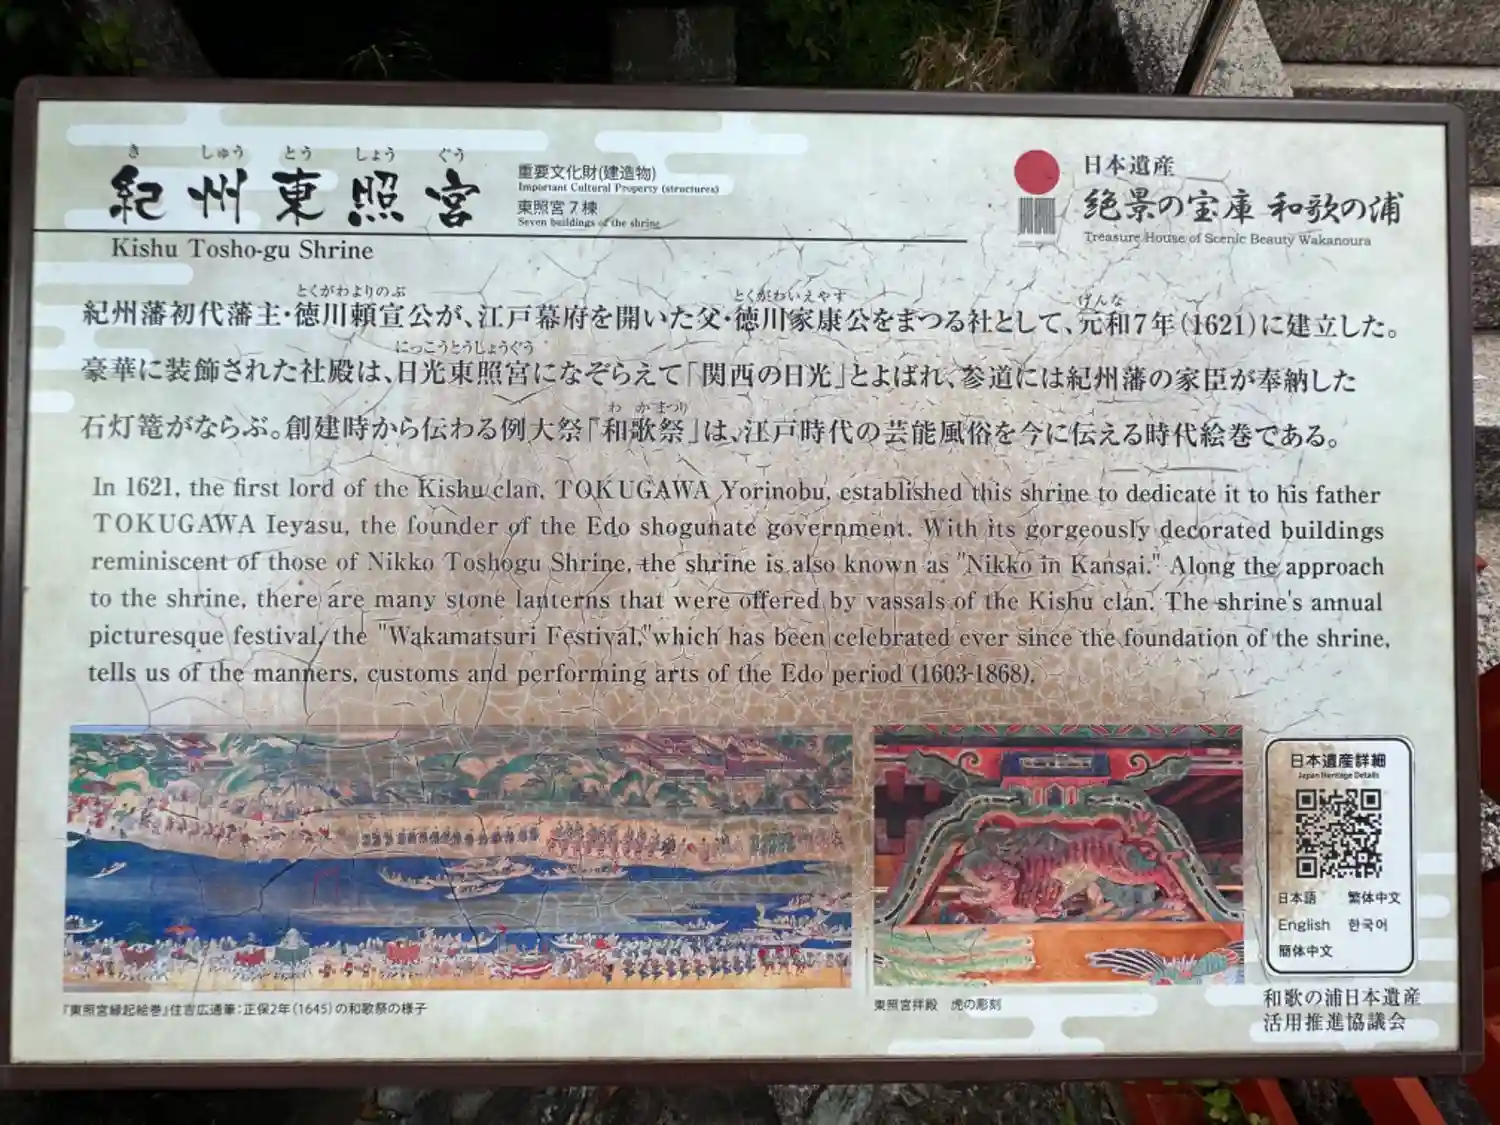 き しゅう とう しょう ぐう
紀州東照宮
重要文化財(建造物)
Important Cultural Property (structures)
東照宮7棟
Seven buildings of the shrine
Kishu Tosho-gu Shrine
日本遺産
絶景の宝庫 和歌の浦
Treasure House of Scenic Beauty Wakanoura
とくがわよりのぶ とくがわいえやす げんな
紀州藩初代藩主・徳川頼宣公が、江戸幕府を開いた父・徳川家康公をまつる社として、元和7年(1621)に建立した。
にっこうとうしょうぐう
豪華に装飾された社殿は、日光東照宮になぞらえて「関西の日光」とよばれ、参道には紀州藩の家臣が奉納した
わかまつり
石灯篭がならぶ。創建時から伝わる例大祭「和歌祭」は、江戸時代の芸能風俗を今に伝える時代絵巻である。
In 1621, the first lord of the Kishu clan, TOKUGAWA Yorinobu, established this shrine to dedicate it to his father
TOKUGAWA Ieyasu, the founder of the Edo shogunate government. With its gorgeously decorated buildings
reminiscent of those of Nikko Toshogu Shrine, the shrine is also known as "Nikko in Kansai." Along the approach
to the shrine, there are many stone lanterns that were offered by vassals of the Kishu clan. The shrine's annual
picturesque festival, the "Wakamatsuri Festival,"which has been celebrated ever since the foundation of the shrine,
tells us of the manners, customs and performing arts of the Edo period (1603-1868).
『東照宮縁起絵巻』住吉広通筆:正保2年(1645)の和歌祭の様子
東照宮拝殿 虎の彫刻
日本遺産詳細
Japan Heritage Details
日本語 繁体中文
English 한국어
簡体中文
和歌の浦日本遺産
活用推進協議会